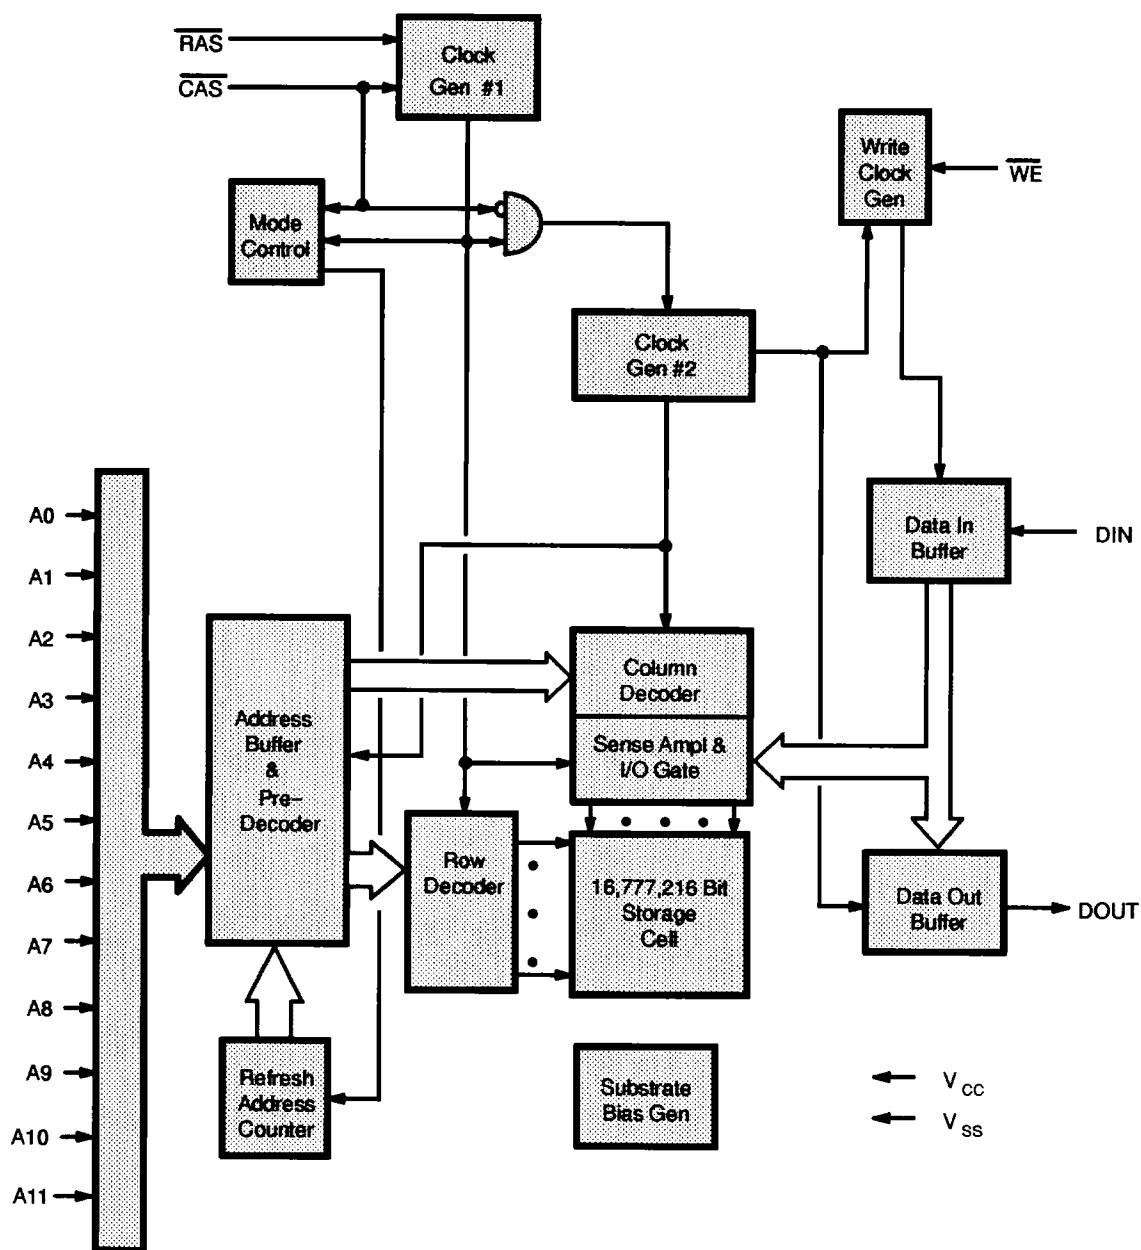 RAS
CAS
Clock
Gen #1
Write
Clock
Gen
WE
Mode
Control
Clock
Gen #2
A0
A1
A2
A3
A4
A5
A6
A7
A8
A9
A10
A11
Address
Buffer
&
Pre-
Decoder
Column
Decoder
Sense Ampl &
I/O Gate
Data In
Buffer
DIN
Row
Decoder
16,777,216 Bit
Storage
Cell
Data Out
Buffer
DOUT
Refresh
Address
Counter
Substrate
Bias Gen
VCC
VSS